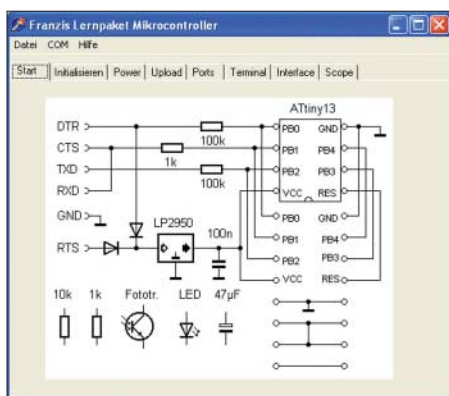 Franzis Lernpaket Mikrocontroller
Datei COM Hilfe
Start Initialisieren Power Upload Ports Terminal Interface Scope
ATtiny13
DTR 100k PB0 GND
CTS 1k PB1 PB4
TXD 100k PB2 PB3
RXD VCC RES
GND LP2950 100n PB0 GND
RTS PB1 PB4
PB2 PB3
VCC RES
10k 1k Fototr. LED 47µF